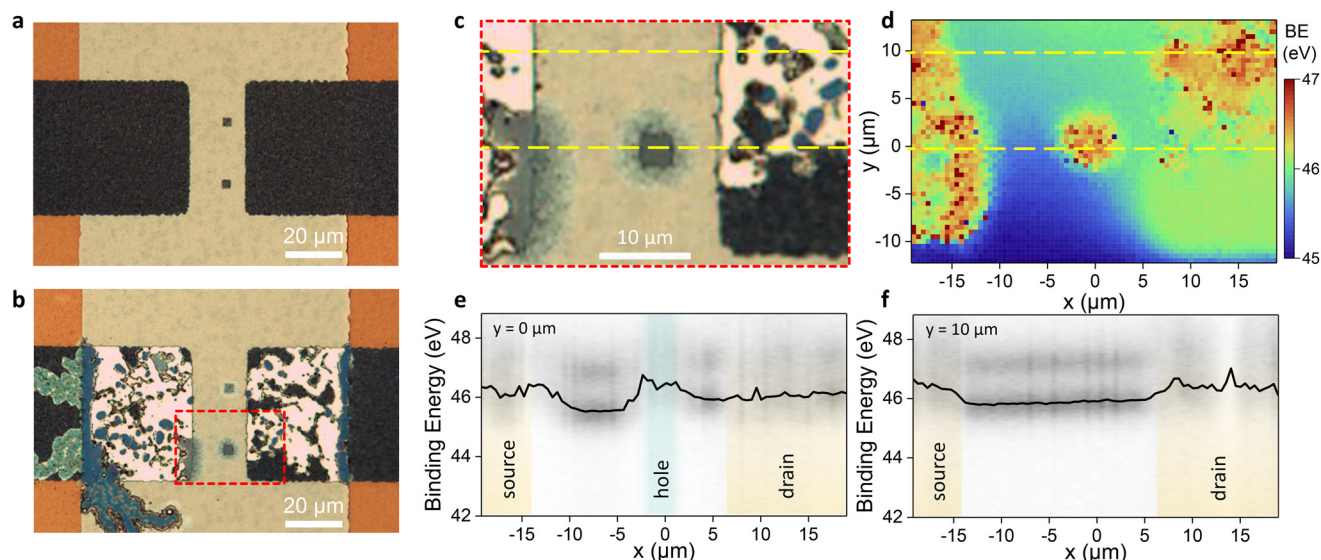 a
20 µm
b
20 µm
c
10 µm
d
BE
(eV)
47
46
45
y (µm)
10
5
0
-5
-10
-15
-10
-5
0
5
10
15
x (µm)
e
y = 0 µm
Binding Energy (eV)
48
46
44
42
source
hole
drain
-15
-10
-5
0
5
10
15
x (µm)
f
y = 10 µm
Binding Energy (eV)
48
46
44
42
source
drain
-15
-10
-5
0
5
10
15
x (µm)